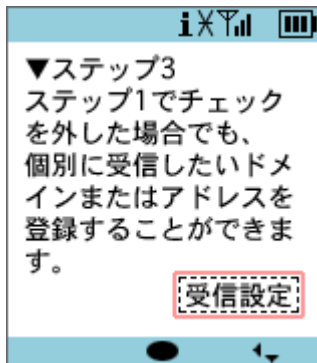 ▼ステップ3
ステップ1でチェック
を外した場合でも、
個別に受信したいドメ
インまたはアドレスを
登録することができま
す。
受信設定